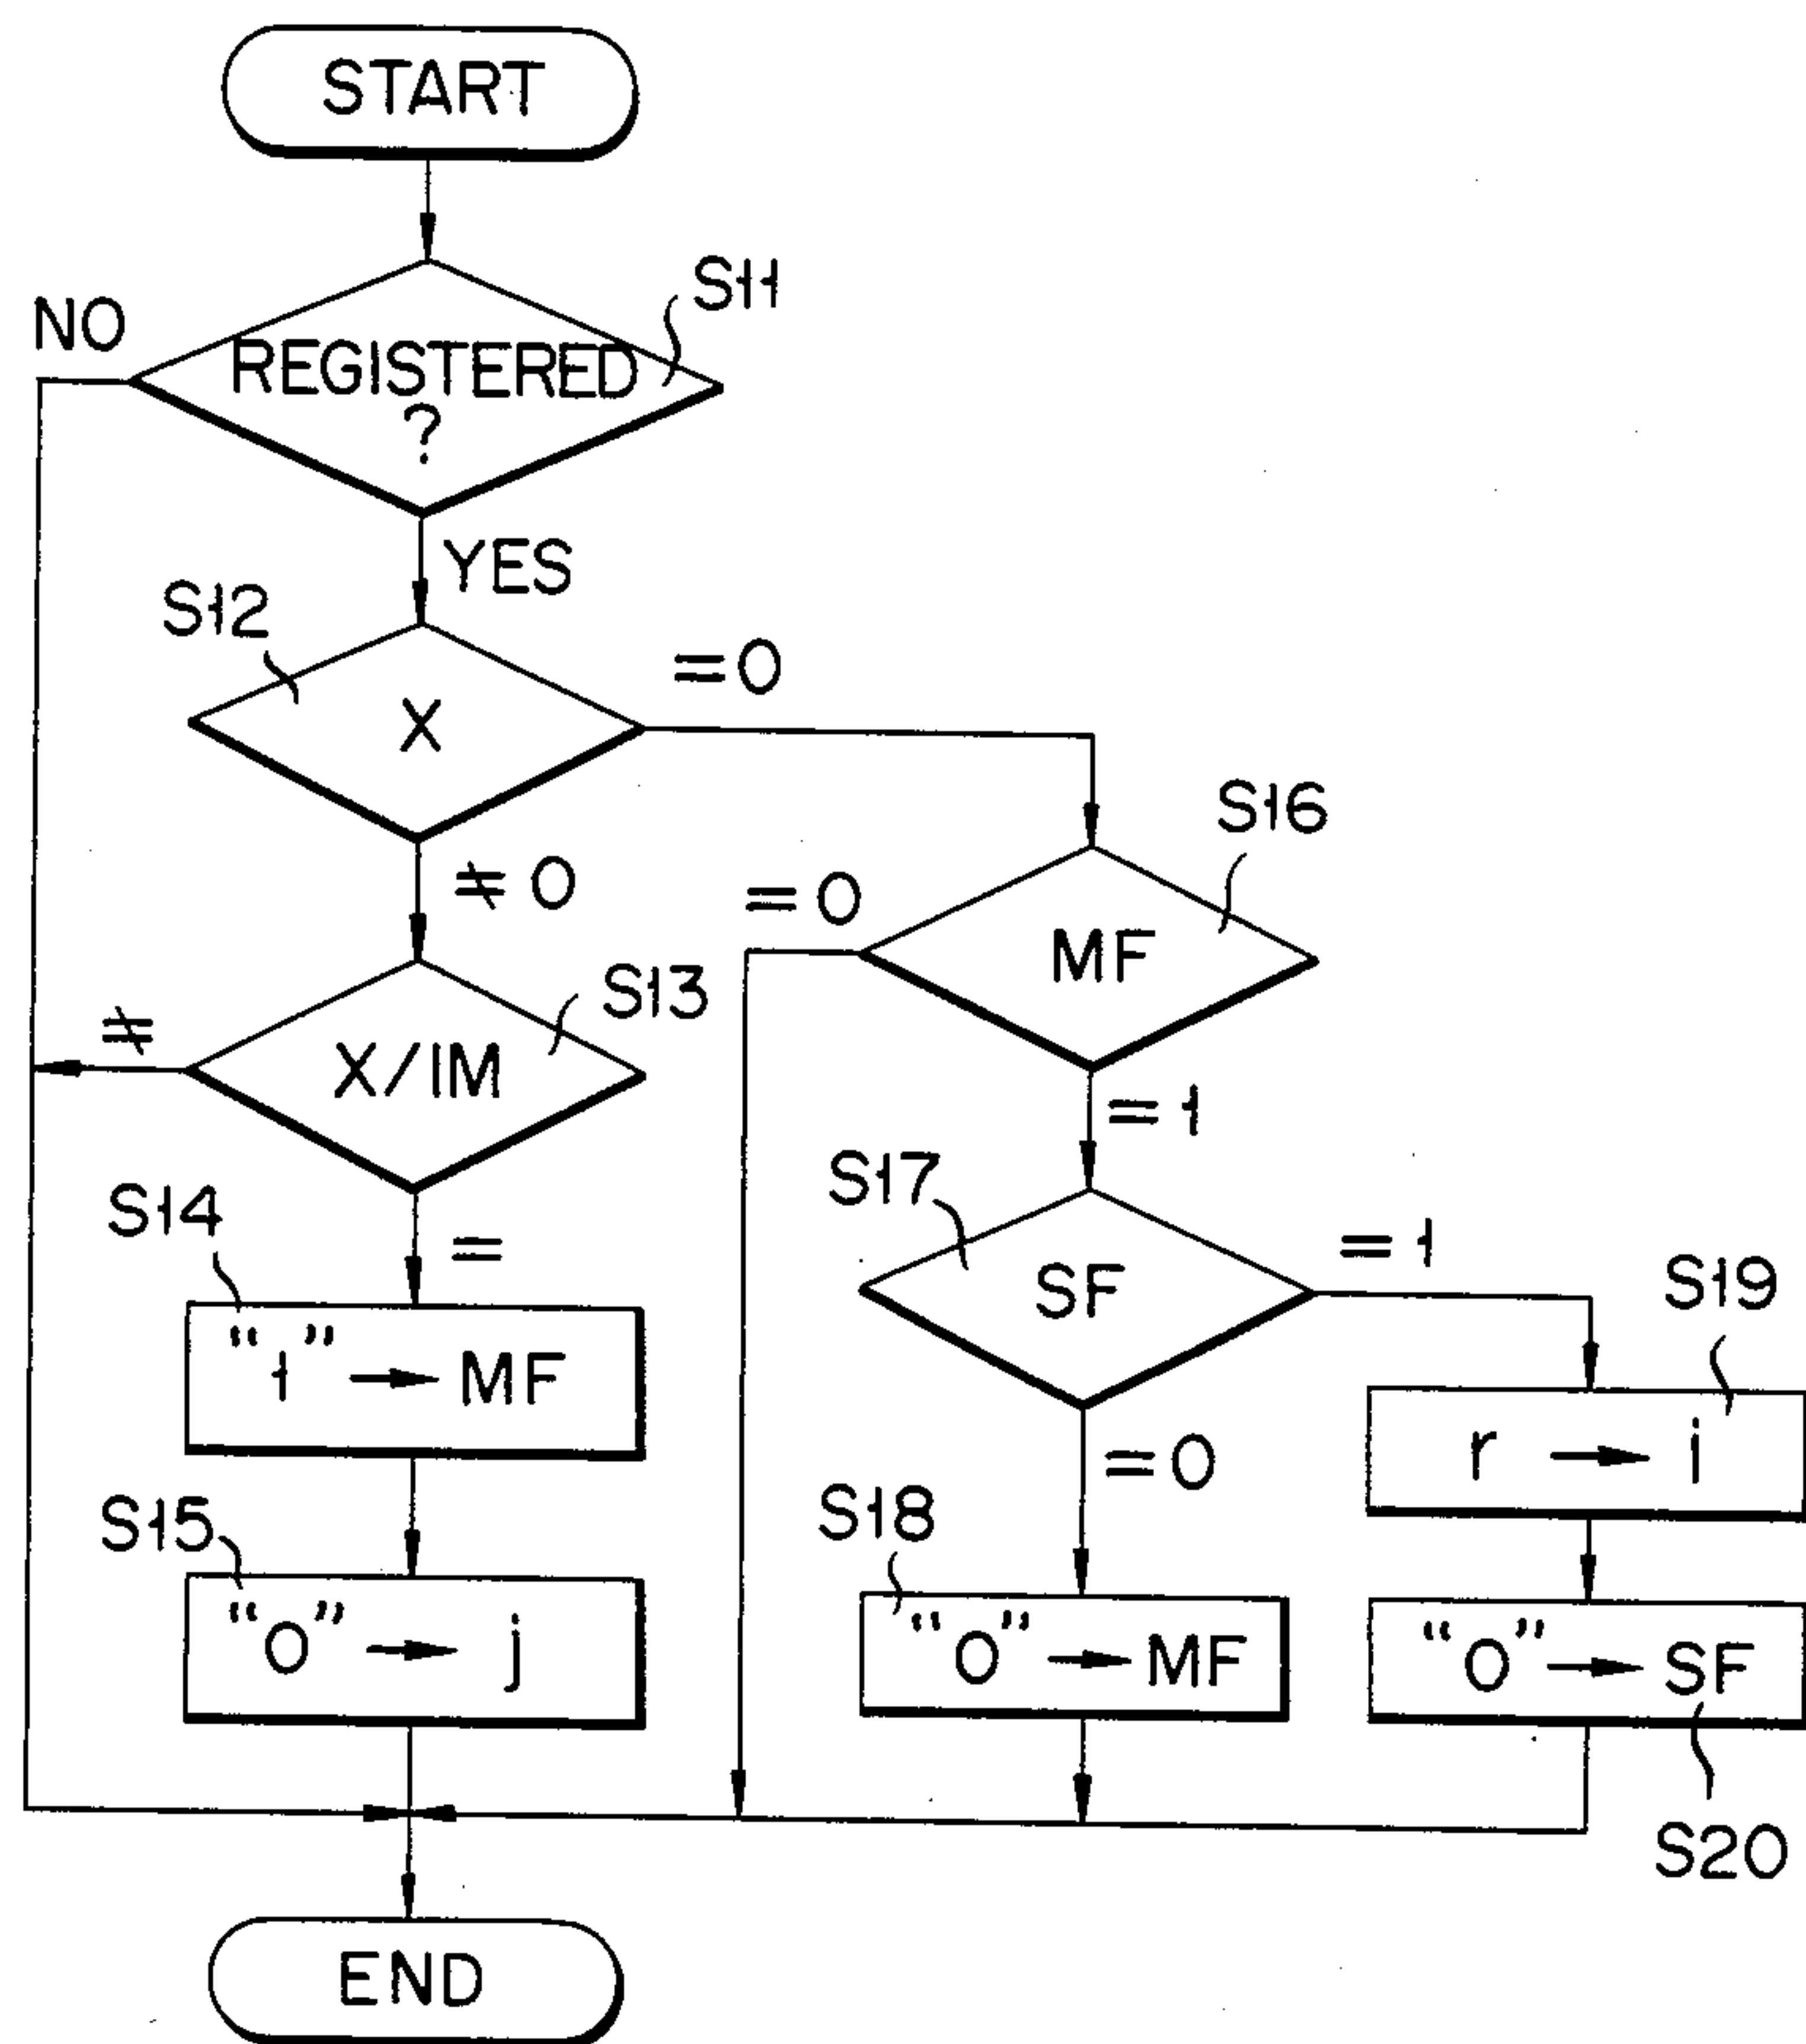 START
S11
NO
REGISTERED
?
YES
S12
=0
X
S16
≠0
=0
MF
S13
≠
X/IM
=1
S17
S14
=
=1
SF
S19
"1" → MF
r → i
=0
S15
S18
"0" → j
"0" → MF
"0" → SF
S20
END